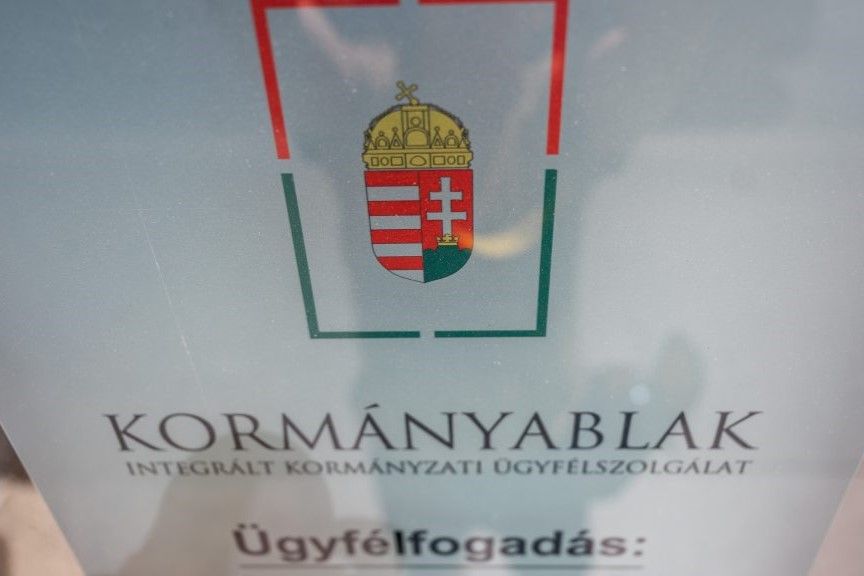 KORMÁNYABLAK
INTEGRÁLT KORMÁNYZATI ÜGYFÉLSZOLGÁLAT
Ügyfélfogadás: